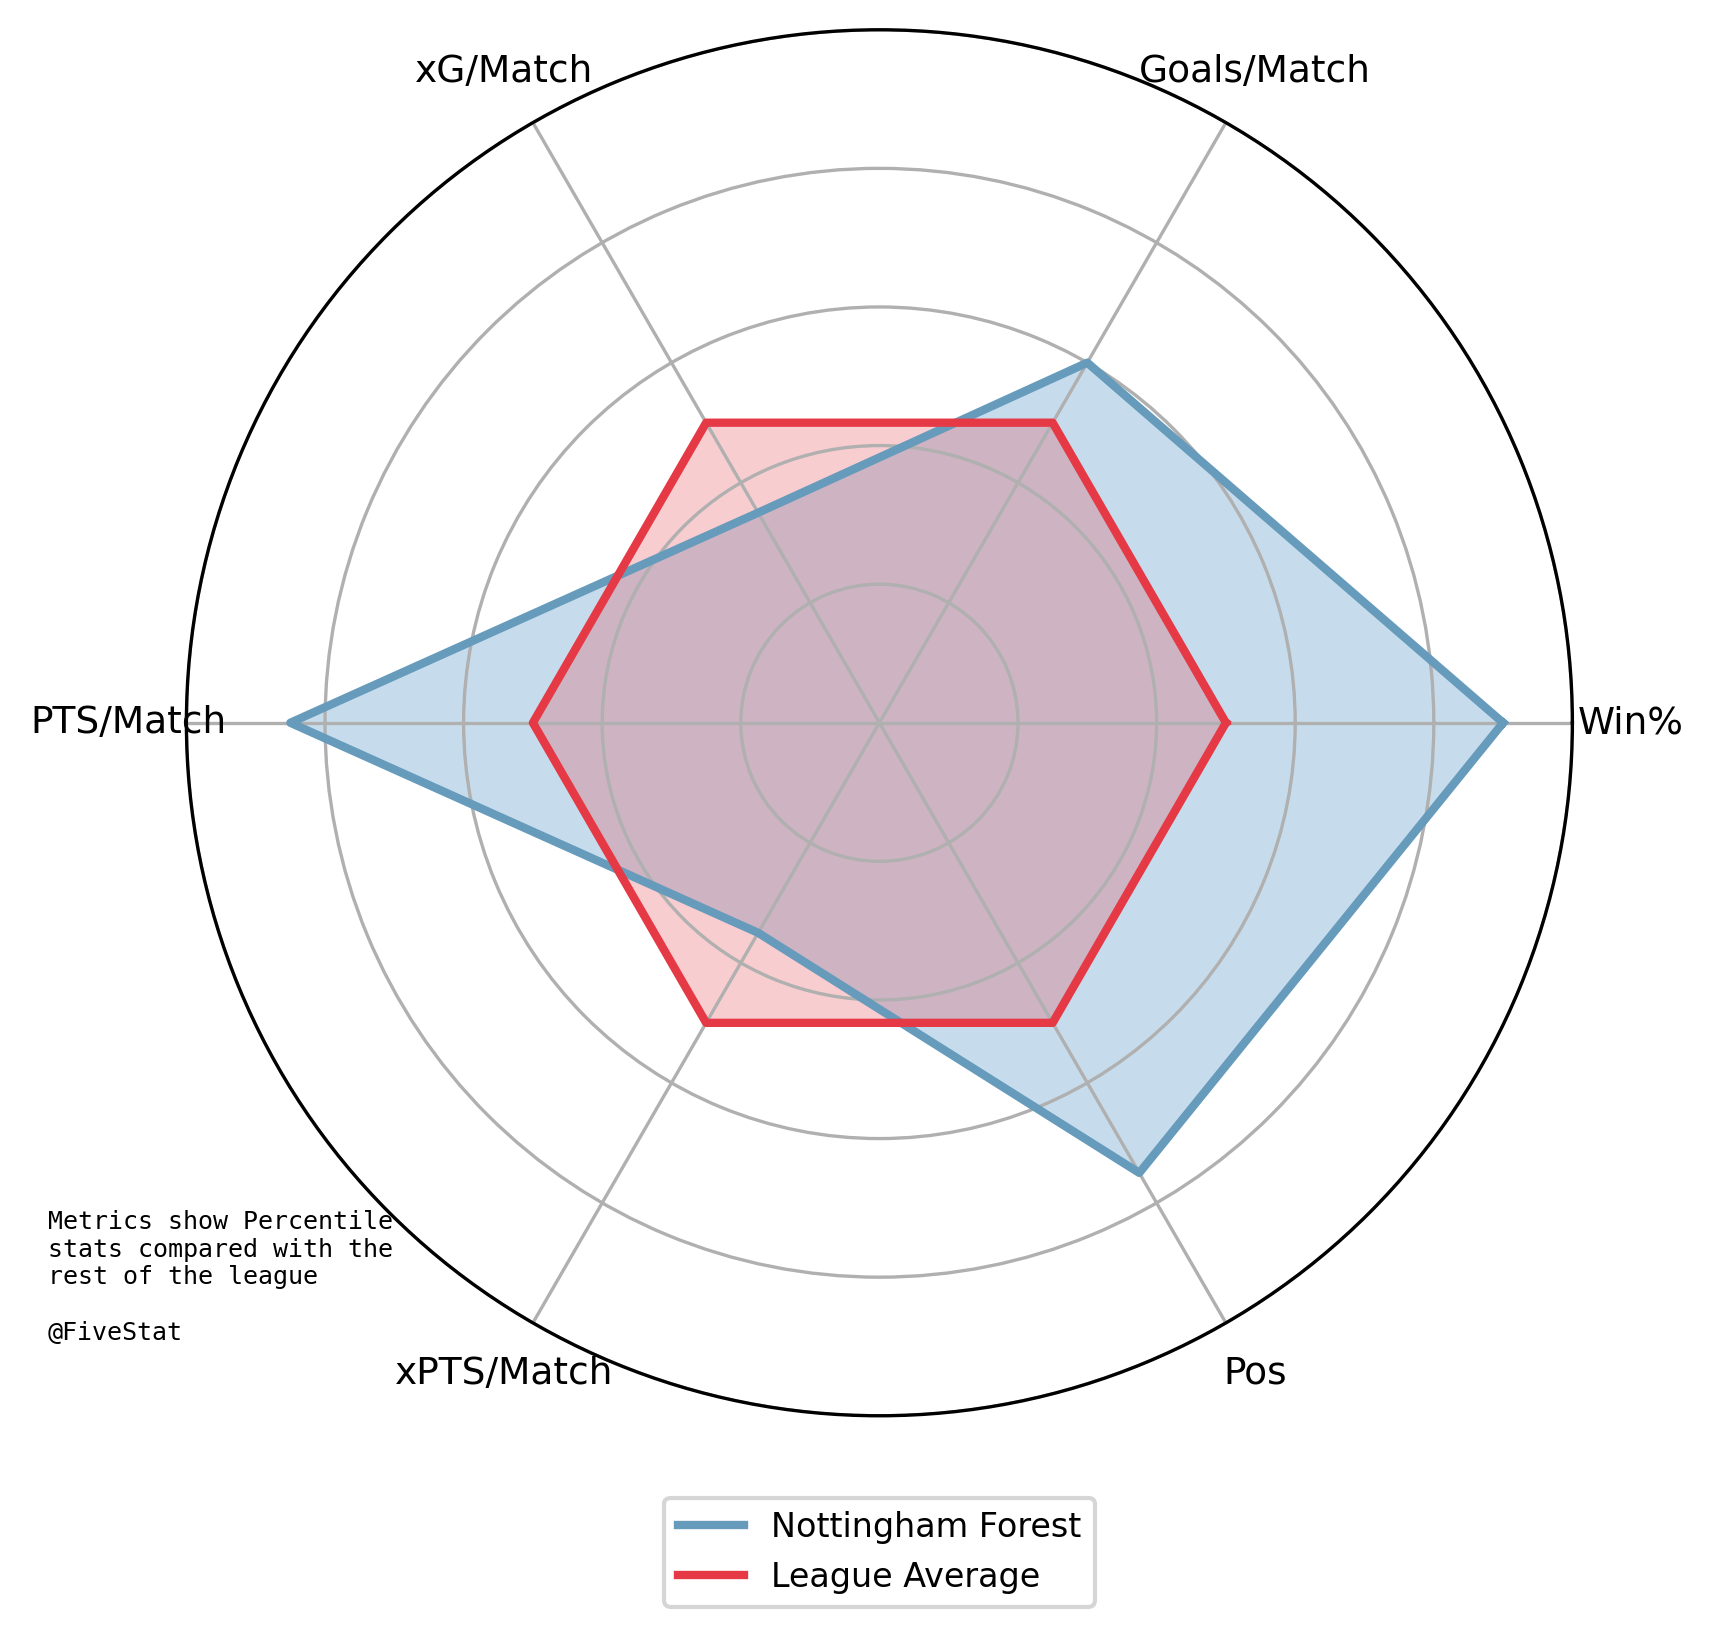 xG/Match
Goals/Match
PTS/Match
Win%
Metrics show Percentile
stats compared with the
rest of the league
@FiveStat
xPTS/Match
Pos
Nottingham Forest
League Average